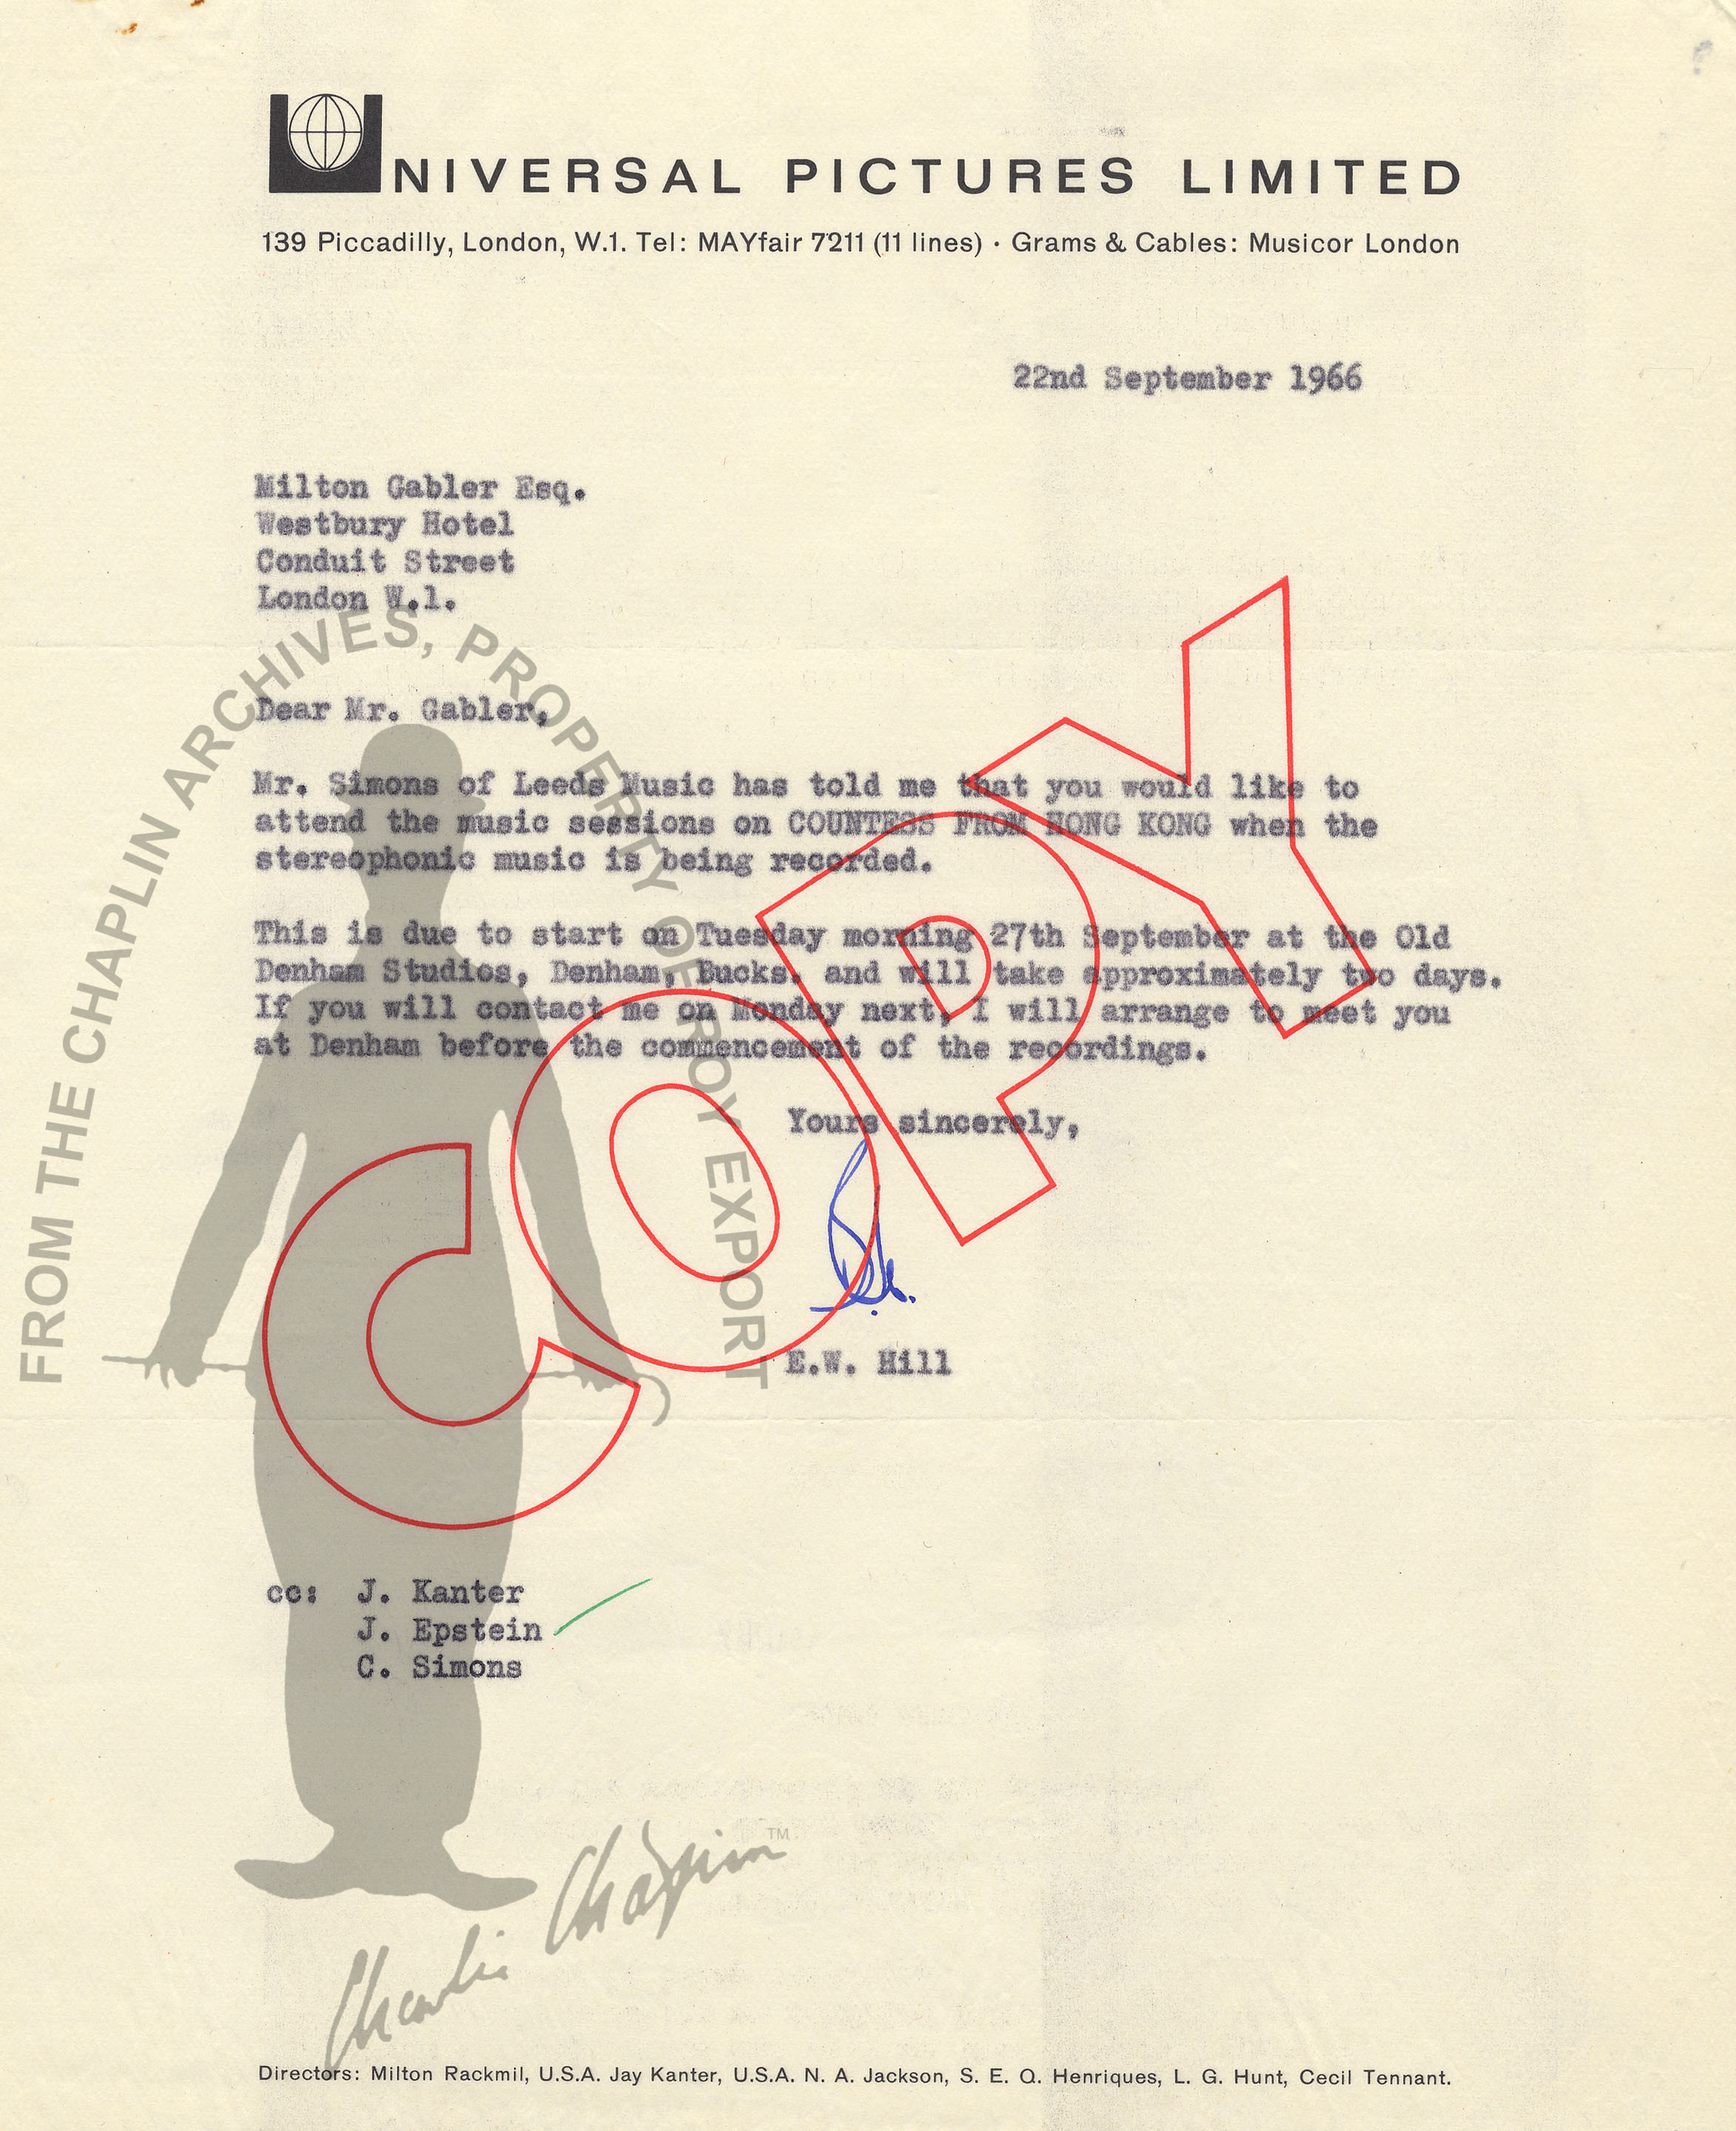 UNIVERSAL PICTURES LIMITED
139 Piccadilly, London, W.1. Tel: MAYfair 7211 (11 lines) · Grams & Cables: Musicor London
22nd September 1966
Milton Gabler Esq.
Westbury Hotel
Conduit Street
London W.1.
Dear Mr. Gabler,
Mr. Simons of Leeds Music has told me that you would like to
attend the music sessions on COUNTESS FROM HONG KONG when the
stereophonic music is being recorded.
This is due to start on Tuesday morning 27th September at the Old
Denham Studios, Denham, Bucks. and will take approximately two days.
If you will contact me on Monday next, I will arrange to meet you
at Denham before the commencement of the recordings.
Yours sincerely,
E.W. Hill
cc: J. Kanter
J. Epstein
C. Simons
Directors: Milton Rackmil, U.S.A. Jay Kanter, U.S.A. N. A. Jackson, S. E. Q. Henriques, L. G. Hunt, Cecil Tennant.
FROM THE CHAPLIN ARCHIVES, PROPERTY OF ROY EXPORT
COPY
Charlie Chaplin™